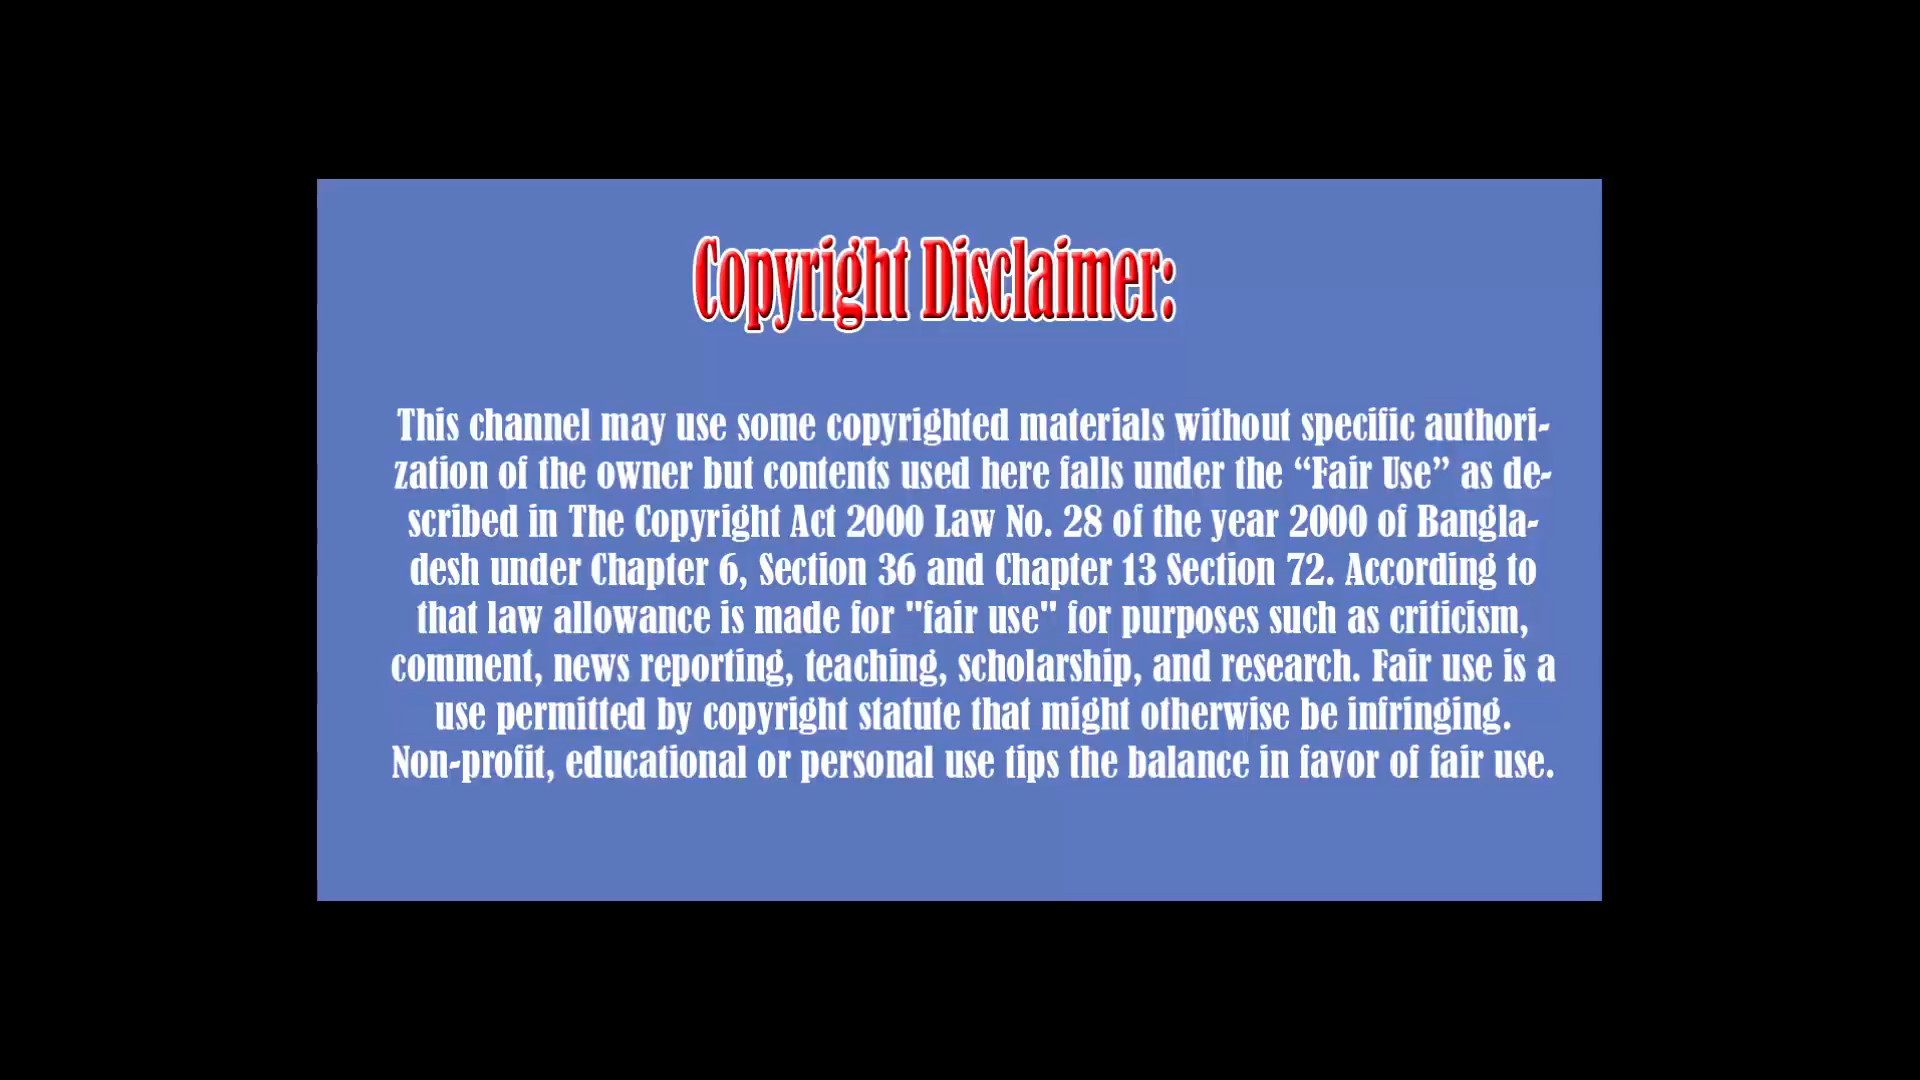 Copyright Disclaimer:
This channel may use some copyrighted materials without specific authori-
zation of the owner but contents used here falls under the “Fair Use” as de-
scribed in The Copyright Act 2000 Law No. 28 of the year 2000 of Bangla-
desh under Chapter 6, Section 36 and Chapter 13 Section 72. According to
that law allowance is made for "fair use" for purposes such as criticism,
comment, news reporting, teaching, scholarship, and research. Fair use is a
use permitted by copyright statute that might otherwise be infringing.
Non-profit, educational or personal use tips the balance in favor of fair use.